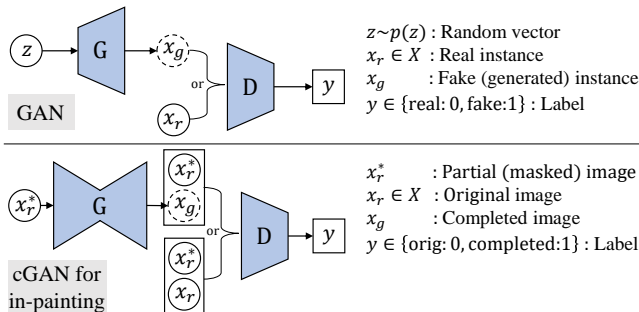 z
G
x_g
or
x_r
D
y
GAN
z~p(z) : Random vector
x_r ∈ X : Real instance
x_g : Fake (generated) instance
y ∈ {real: 0, fake:1} : Label
x_r^*
G
x_r^*
x_g
or
x_r^*
x_r
D
y
cGAN for
in-painting
x_r^* : Partial (masked) image
x_r ∈ X : Original image
x_g : Completed image
y ∈ {orig: 0, completed:1} : Label